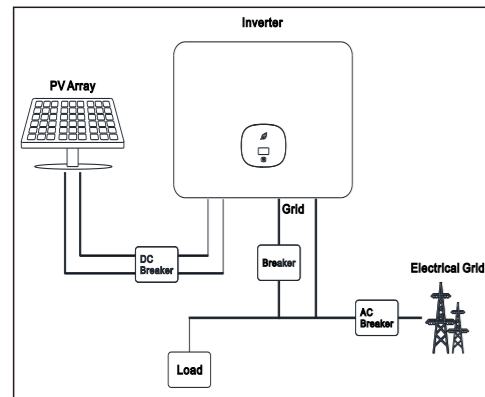 Inverter
PV Array
Grid
DC
Breaker
Breaker
Electrical Grid
AC
Breaker
Load